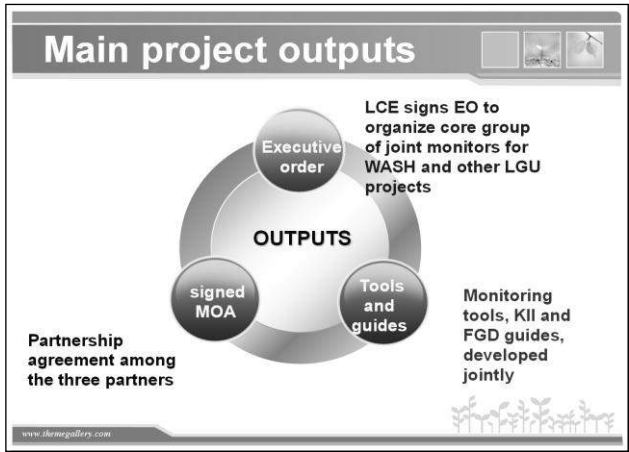 Main project outputs
LCE signs EO to
organize core group
of joint monitors for
WASH and other LGU
projects
Executive
order
OUTPUTS
signed
MOA
Tools
and
guides
Partnership
agreement among
the three partners
Monitoring
tools, KII and
FGD guides,
developed
jointly
www.themegallery.com